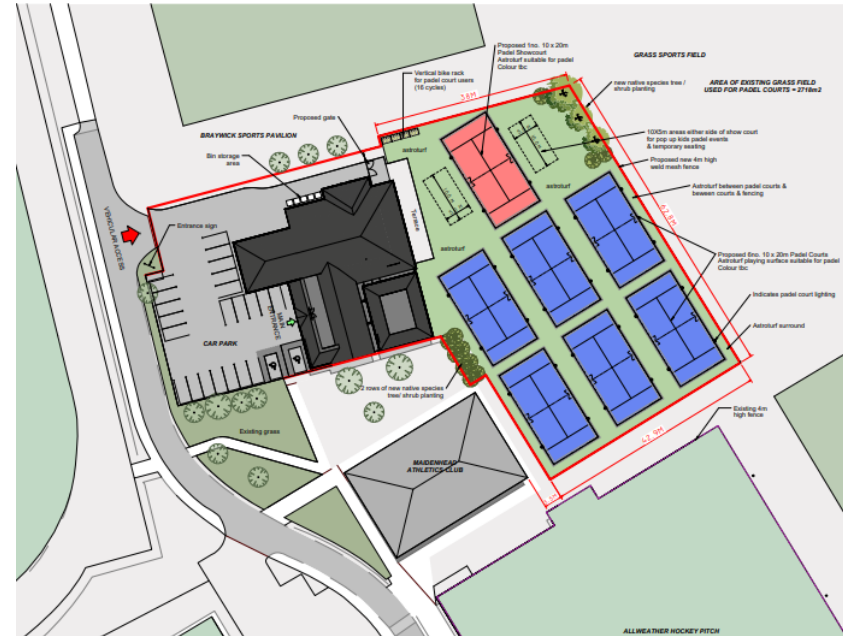 Proposed 1no. 10 x 20m
Padel Showcourt
Astroturf suitable for padel
Colour tbc
GRASS SPORTS FIELD
Vertical bike rack
for padel court users
(16 cycles)
new native species tree /
shrub planting
AREA OF EXISTING GRASS FIELD
USED FOR PADEL COURTS = 2718m2
38M
Proposed gate
BRAYWICK SPORTS PAVILION
astroturf
10X5m areas either side of show court
for pop up kids padel events
& temporary seating
Bin storage
area
Proposed new 4m high
weld mesh fence
astroturf
Astroturf between padel courts &
beween courts & fencing
VEHICULAR ACCESS
Entrance sign
Terrace
62.8M
astroturf
Proposed 6no. 10 x 20m Padel Courts
Astroturf playing surface suitable for padel
Colour tbc
MAIN
ENTRANCE
Indicates padel court lighting
CAR PARK
Astroturf surround
2 rows of new native species
tree/ shrub planting
Existing grass
Existing 4m
high fence
42.9M
MAIDENHEAD
ATHLETICS CLUB
ALLWEATHER HOCKEY PITCH